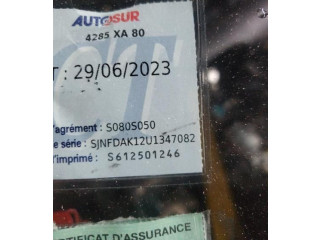 AUTOSUR
4285 XA 80
T : 29/06/2023
d'agrément : S080S050
e série : SJNFDAK12U1347082
l'imprimé : S612501246
CERTIFICAT D'ASSURANCE